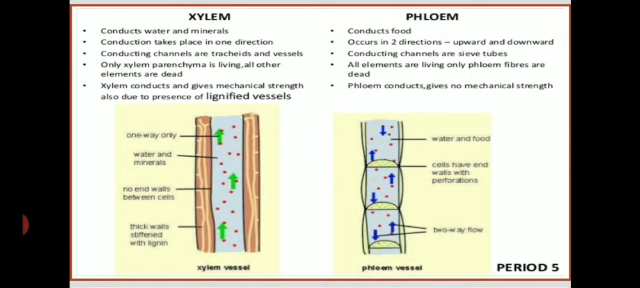 XYLEM
• Conducts water and minerals
• Conduction takes place in one direction
• Conducting channels are tracheids and vessels
• Only xylem parenchyma is living,all other
elements are dead
• Xylem conducts and gives mechanical strength
also due to presence of lignified vessels
PHLOEM
• Conducts food
• Occurs in 2 directions – upward and downward
• Conducting channels are sieve tubes
• All elements are living only phloem fibres are
dead
• Phloem conducts,gives no mechanical strength
one-way only
water and
minerals
no end walls
between cells
thick walls
stiffened
with lignin
xylem vessel
water and food
cells have end
walls with
perforations
two-way flow
phloem vessel
PERIOD 5